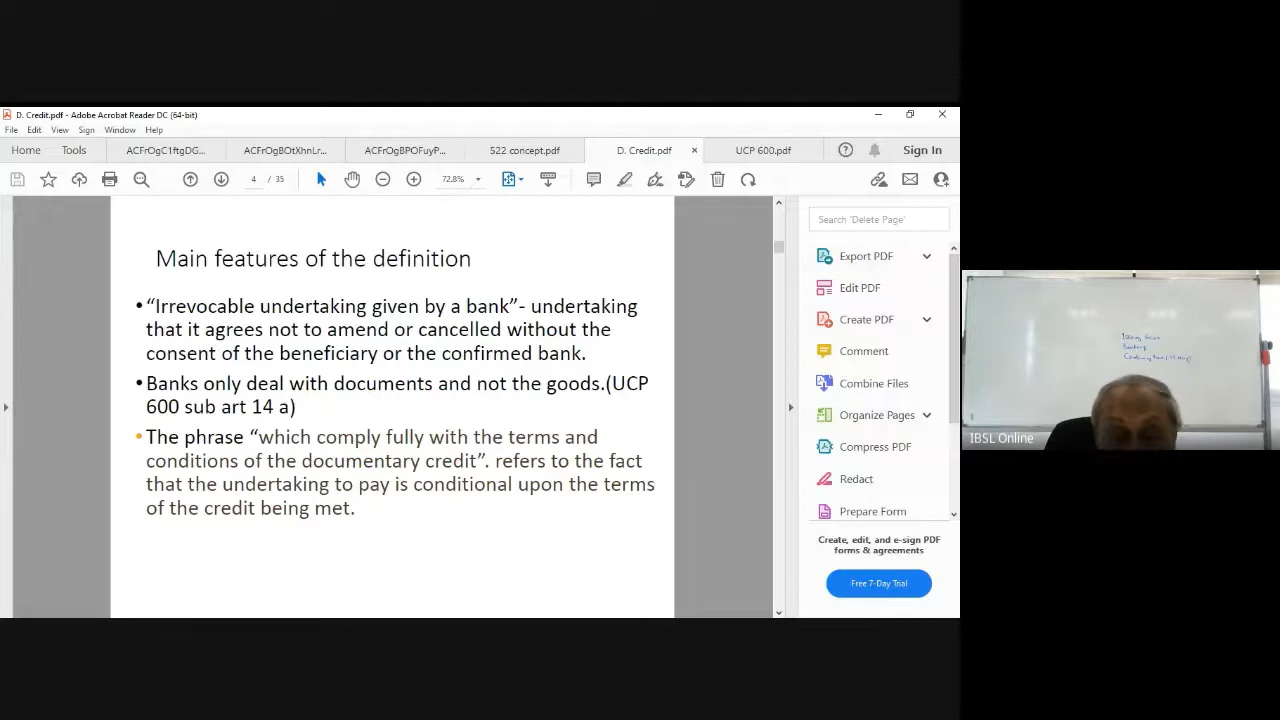 D. Credit.pdf - Adobe Acrobat Reader DC (64-bit)
File Edit View Sign Window Help
Home Tools ACFrOgC1ftgDG... ACFrOgBOtXhnLr... ACFrOgBPOFuyP... 522 concept.pdf D. Credit.pdf × UCP 600.pdf Sign In
4 / 35 72.8%
Main features of the definition
• “Irrevocable undertaking given by a bank”- undertaking
that it agrees not to amend or cancelled without the
consent of the beneficiary or the confirmed bank.
• Banks only deal with documents and not the goods.(UCP
600 sub art 14 a)
• The phrase “which comply fully with the terms and
conditions of the documentary credit”. refers to the fact
that the undertaking to pay is conditional upon the terms
of the credit being met.
Search 'Delete Page'
Export PDF
Edit PDF
Create PDF
Comment
Combine Files
Organize Pages
Compress PDF
Redact
Prepare Form
Create, edit, and e-sign PDF
forms & agreements
Free 7-Day Trial
IBSL Online